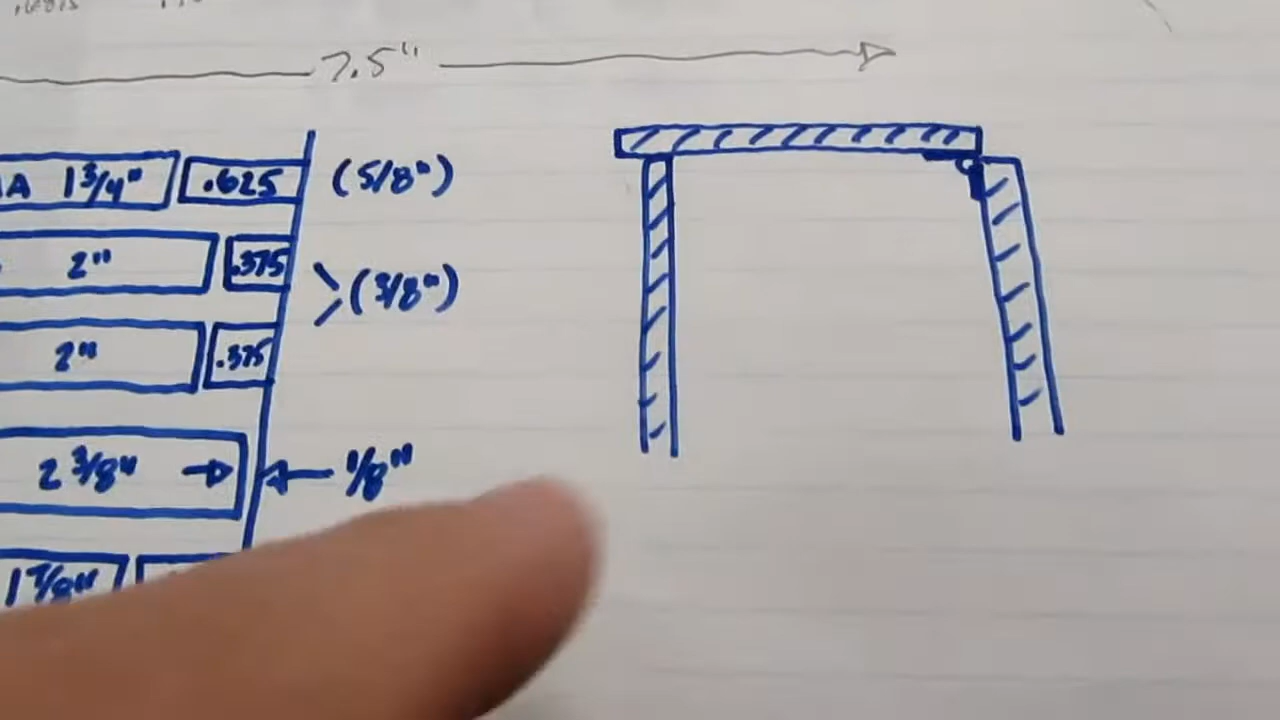 7.5"
A 1 3/4" .625 (5/8")
2" .375
(3/8")
2" .375
2 3/8" 1/8"
1 7/8"